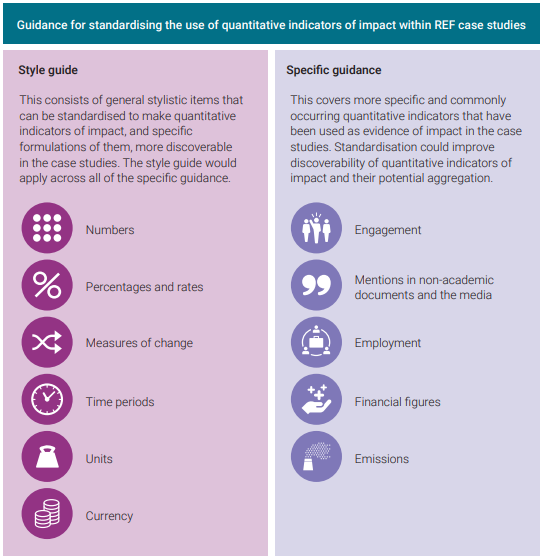 Guidance for standardising the use of quantitative indicators of impact within REF case studies
Style guide
This consists of general stylistic items that
can be standardised to make quantitative
indicators of impact, and specific
formulations of them, more discoverable
in the case studies. The style guide would
apply across all of the specific guidance.
Numbers
Percentages and rates
Measures of change
Time periods
Units
Currency
Specific guidance
This covers more specific and commonly
occurring quantitative indicators that have
been used as evidence of impact in the case
studies. Standardisation could improve
discoverability of quantitative indicators of
impact and their potential aggregation.
Engagement
Mentions in non-academic
documents and the media
Employment
Financial figures
Emissions